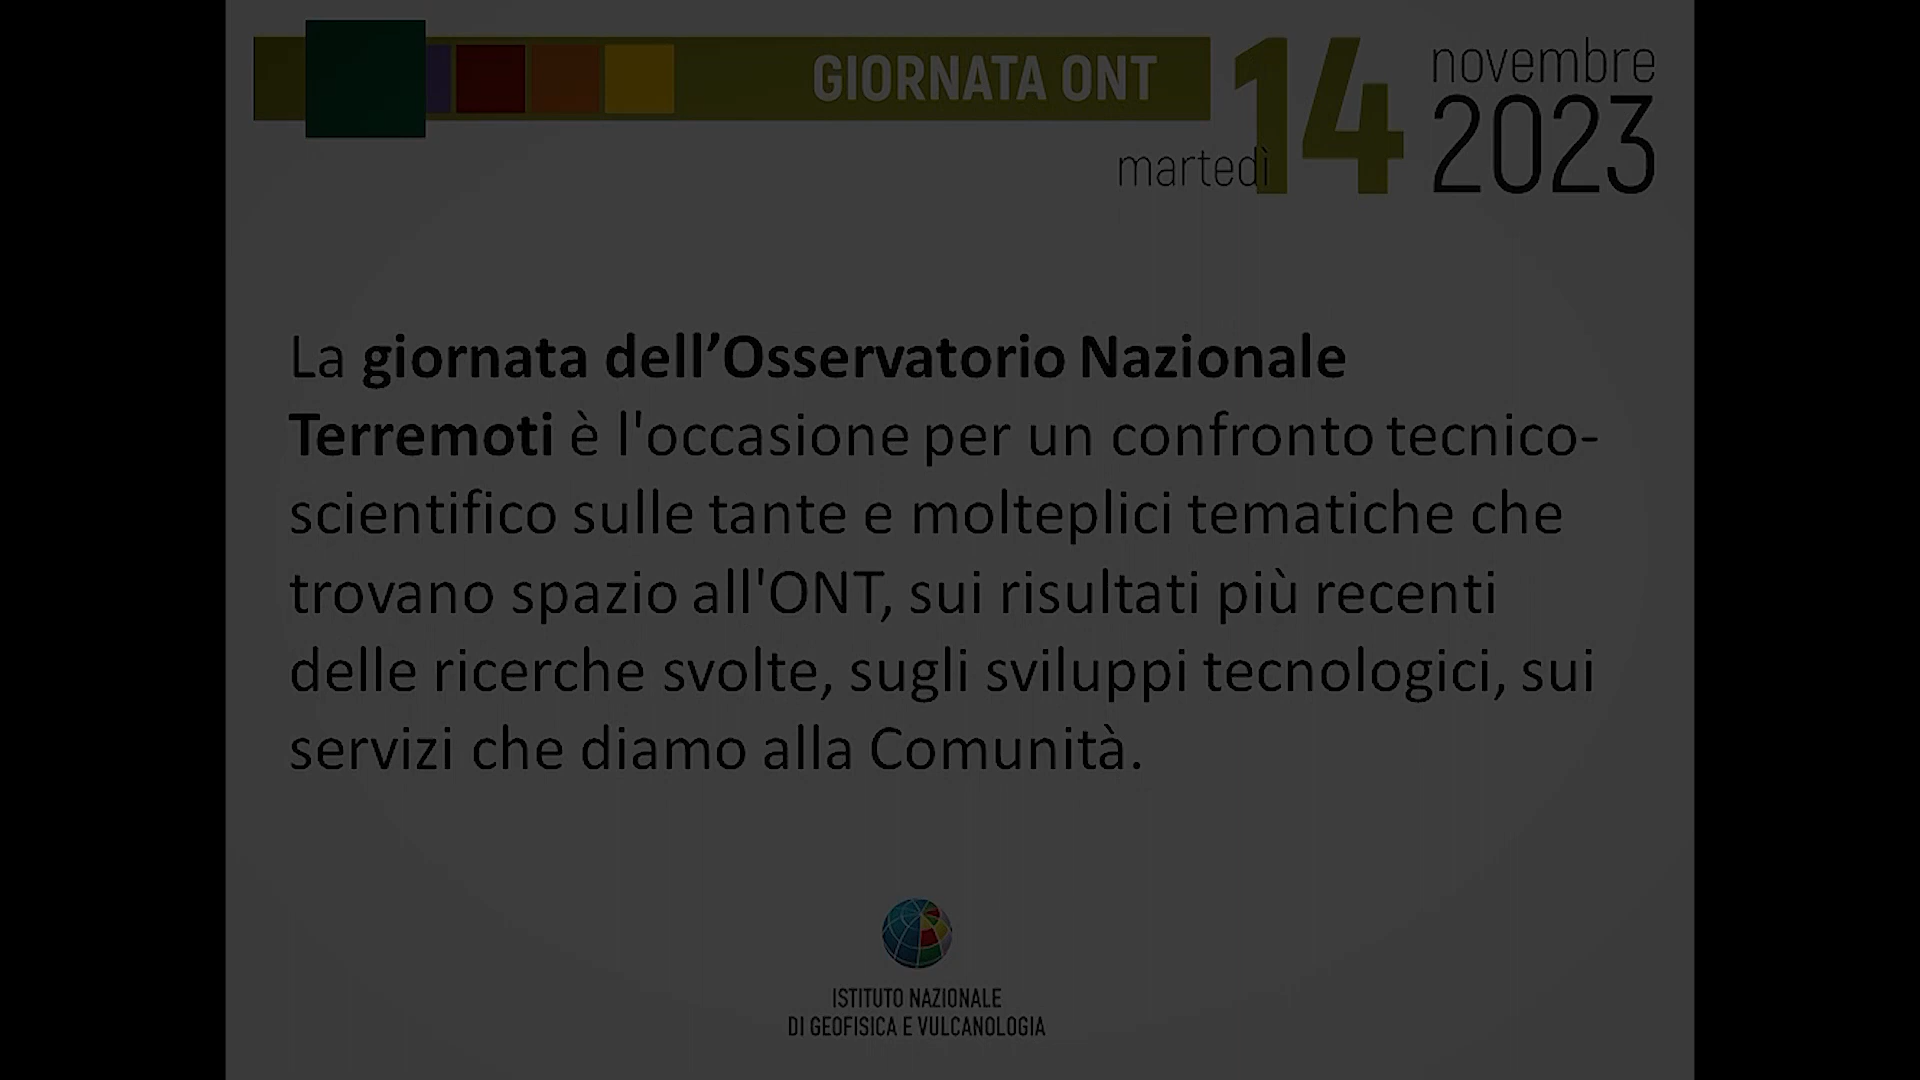 GIORNATA ONT
martedì 14 novembre 2023
La giornata dell’Osservatorio Nazionale
Terremoti è l'occasione per un confronto tecnico-
scientifico sulle tante e molteplici tematiche che
trovano spazio all'ONT, sui risultati più recenti
delle ricerche svolte, sugli sviluppi tecnologici, sui
servizi che diamo alla Comunità.
ISTITUTO NAZIONALE
DI GEOFISICA E VULCANOLOGIA